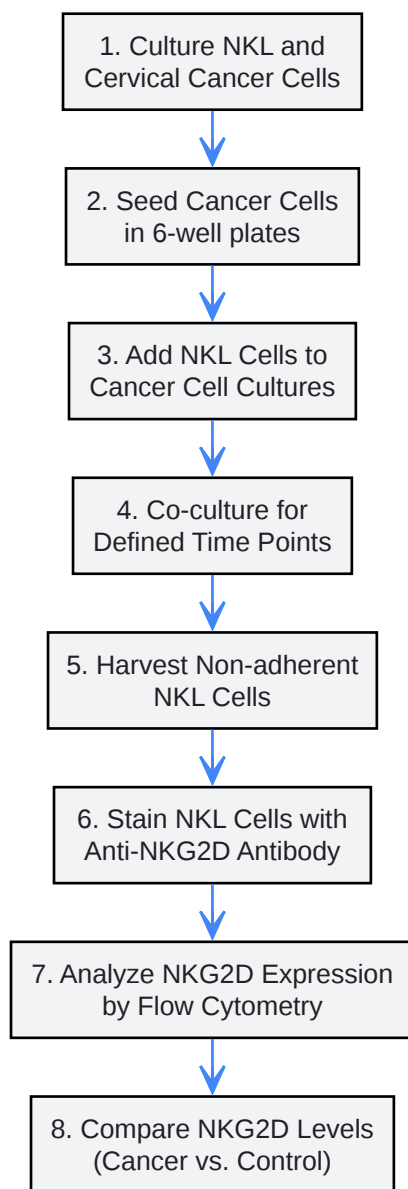 1. Culture NKL and
Cervical Cancer Cells
2. Seed Cancer Cells
in 6-well plates
3. Add NKL Cells to
Cancer Cell Cultures
4. Co-culture for
Defined Time Points
5. Harvest Non-adherent
NKL Cells
6. Stain NKL Cells with
Anti-NKG2D Antibody
7. Analyze NKG2D Expression
by Flow Cytometry
8. Compare NKG2D Levels
(Cancer vs. Control)